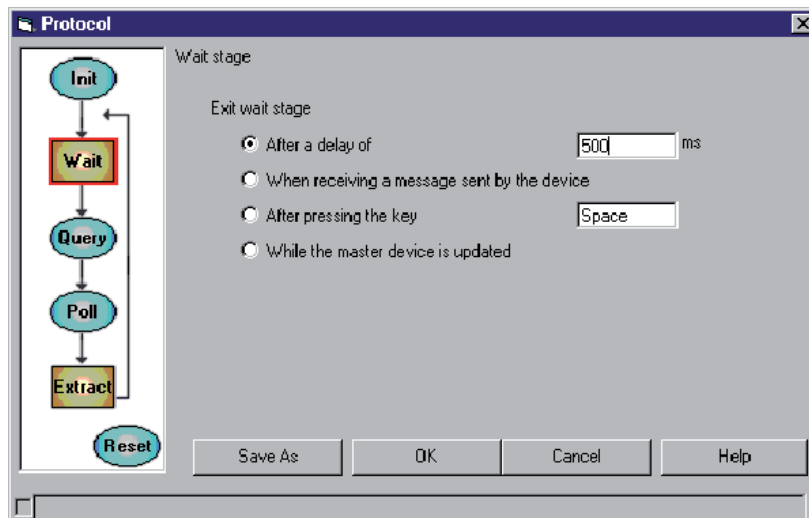 Protocol
Init
Wait
Query
Poll
Extract
Reset
Wait stage
Exit wait stage
After a delay of 500 ms
When receiving a message sent by the device
After pressing the key Space
While the master device is updated
Save As OK Cancel Help